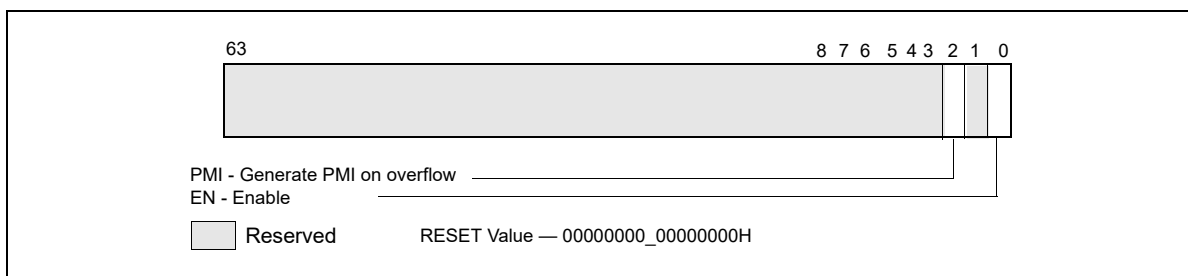 63 8 7 6 5 4 3 2 1 0
PMI - Generate PMI on overflow
EN - Enable
Reserved RESET Value — 00000000_00000000H